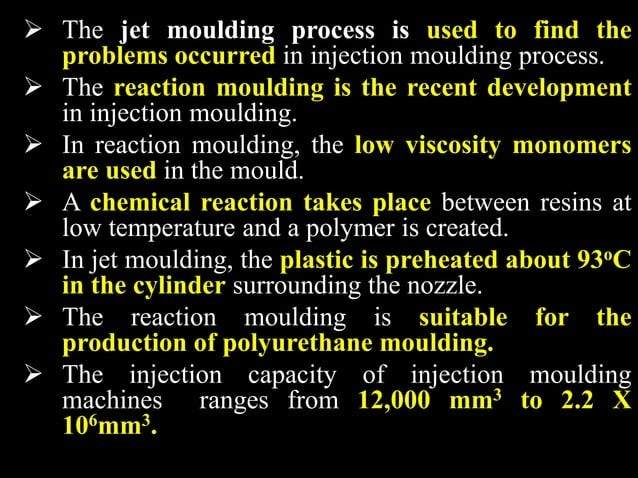 ➢ The jet moulding process is used to find the
problems occurred in injection moulding process.
➢ The reaction moulding is the recent development
in injection moulding.
➢ In reaction moulding, the low viscosity monomers
are used in the mould.
➢ A chemical reaction takes place between resins at
low temperature and a polymer is created.
➢ In jet moulding, the plastic is preheated about 93⁰C
in the cylinder surrounding the nozzle.
➢ The reaction moulding is suitable for the
production of polyurethane moulding.
➢ The injection capacity of injection moulding
machines ranges from 12,000 mm³ to 2.2 X
10⁶mm³.